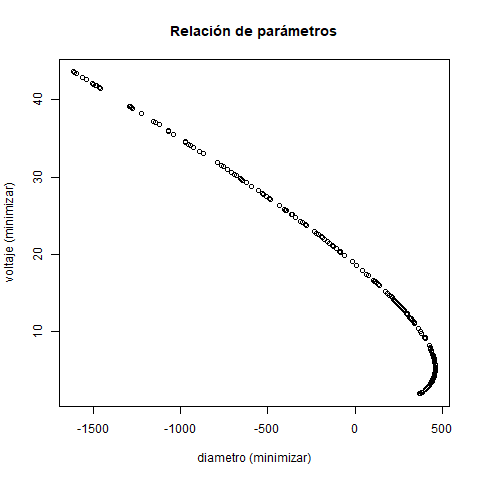 Relación de parámetros
voltaje (minimizar)
40
30
20
10
-1500 -1000 -500 0 500
diametro (minimizar)